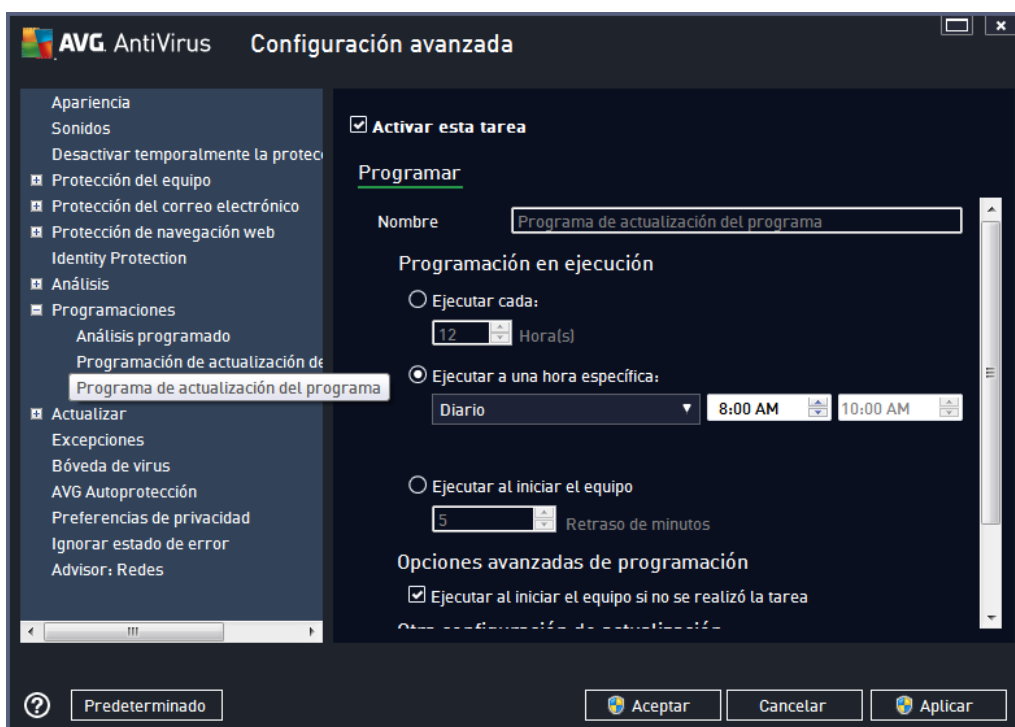 AVG. AntiVirus Configuración avanzada
Apariencia
Sonidos
Desactivar temporalmente la protec
Protección del equipo
Protección del correo electrónico
Protección de navegación web
Identity Protection
Análisis
Programaciones
Análisis programado
Programación de actualización de
Programa de actualización del programa
Actualizar
Excepciones
Bóveda de virus
AVG Autoprotección
Preferencias de privacidad
Ignorar estado de error
Advisor: Redes
Activar esta tarea
Programar
Nombre Programa de actualización del programa
Programación en ejecución
Ejecutar cada:
12 Hora(s)
Ejecutar a una hora específica:
Diario 8:00 AM 10:00 AM
Ejecutar al iniciar el equipo
5 Retraso de minutos
Opciones avanzadas de programación
Ejecutar al iniciar el equipo si no se realizó la tarea
Otra configuración de actualización
? Predeterminado Aceptar Cancelar Aplicar